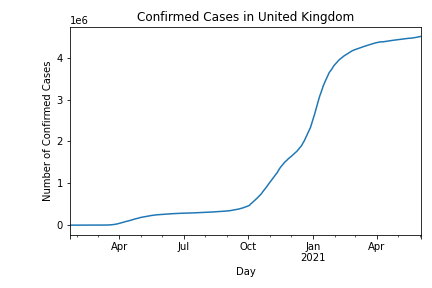 Confirmed Cases in United Kingdom
1e6
Number of Confirmed Cases
4
3
2
1
0
Apr Jul Oct Jan Apr
2021
Day